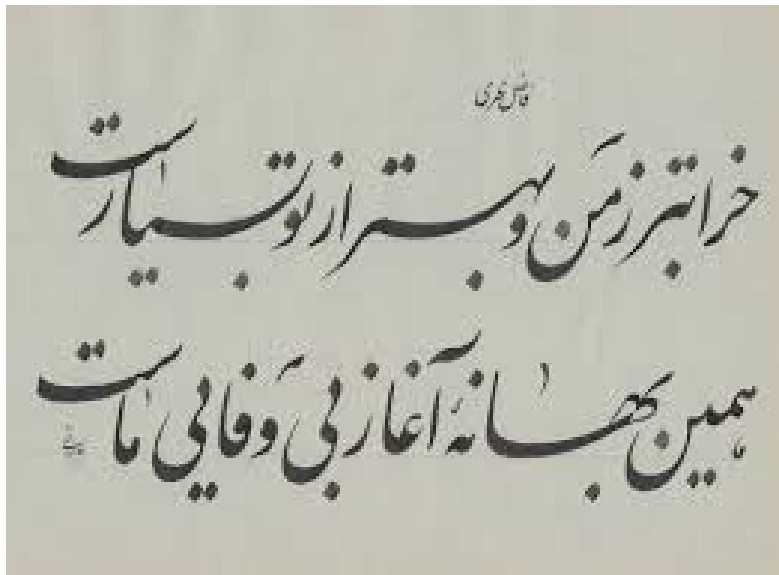 فاضل نظری
خرابتر ز من و بهتر از تو بسیار است
همین بهانهٔ آغاز بی وفایی ماست